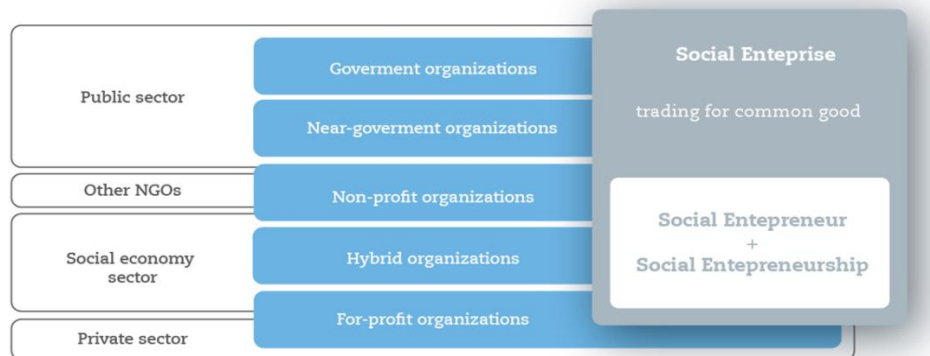 Public sector
Other NGOs
Social economy
sector
Private sector
Goverment organizations
Near-goverment organizations
Non-profit organizations
Hybrid organizations
For-profit organizations
Social Enteprise
trading for common good
Social Entepreneur
+
Social Entepreneurship